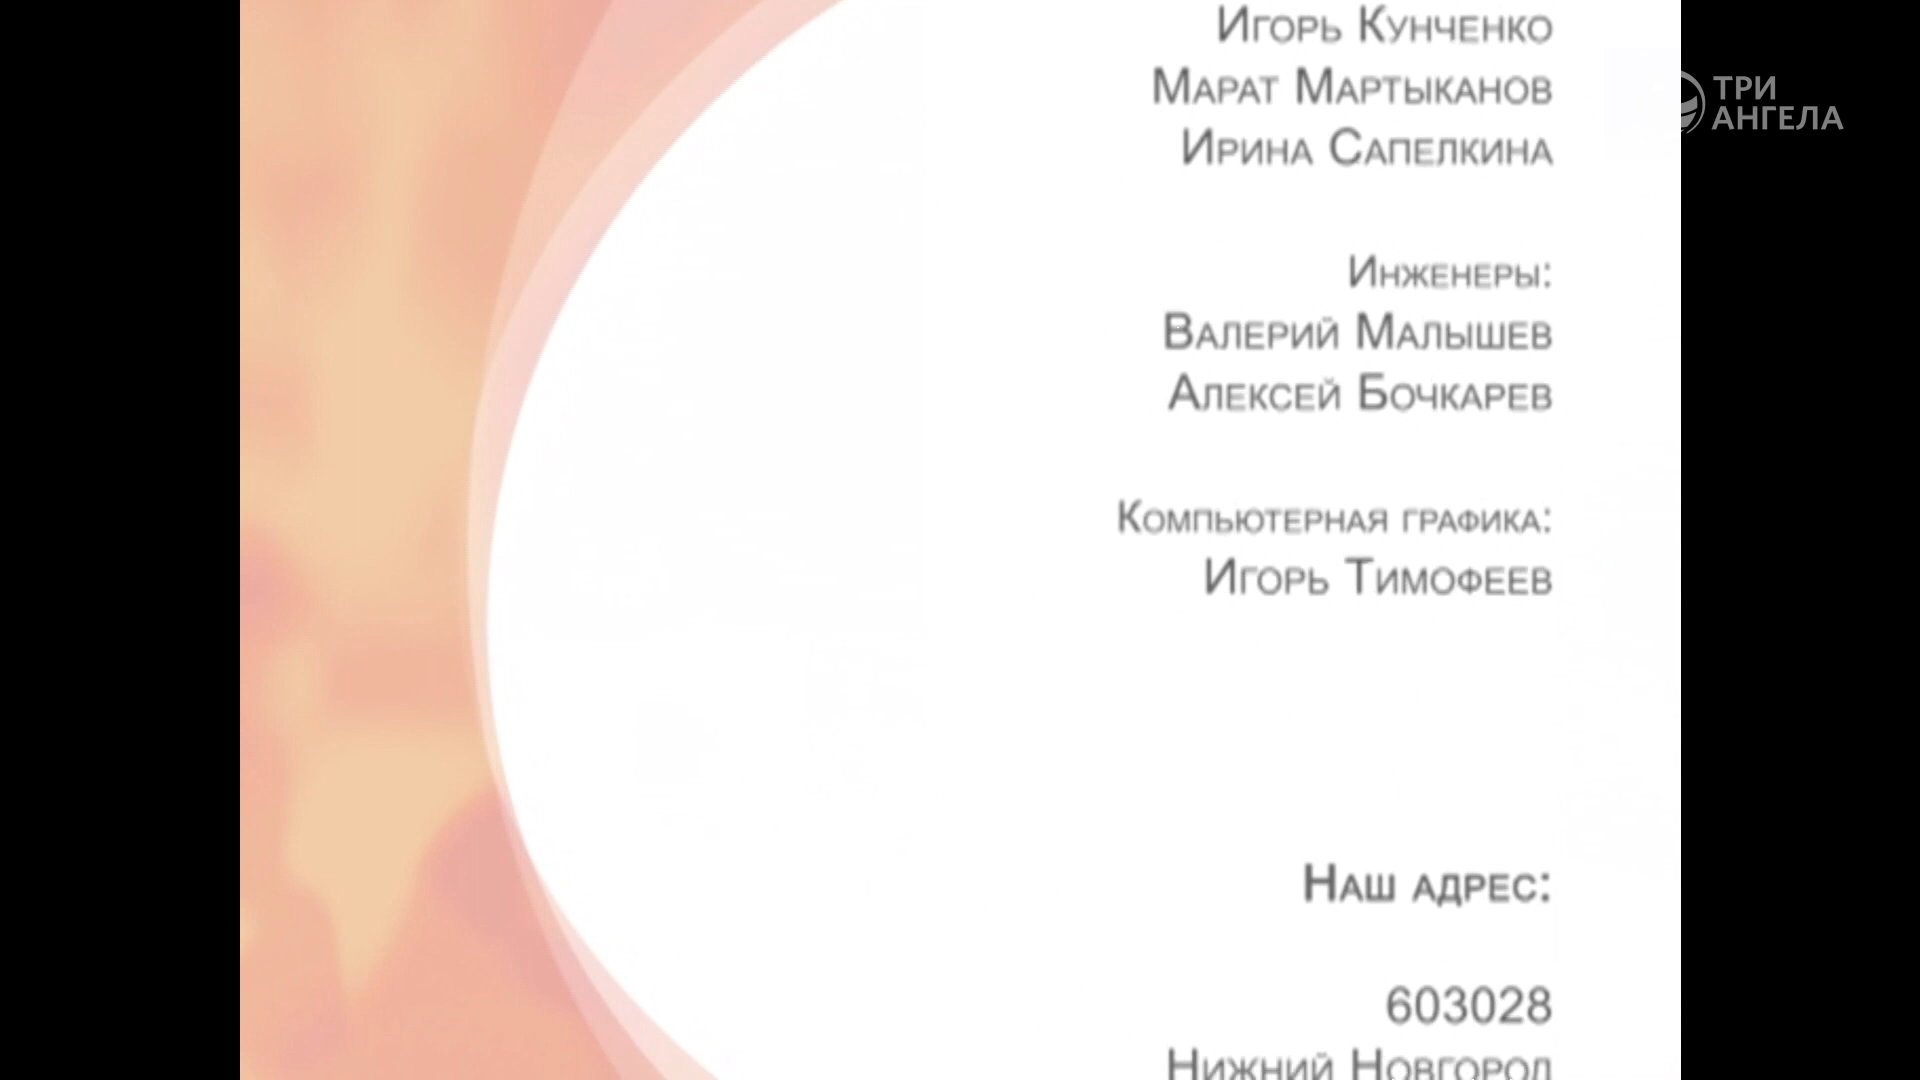 Игорь Кунченко
Марат Мартыканов
Ирина Сапелкина
Инженеры:
Валерий Малышев
Алексей Бочкарев
Компьютерная графика:
Игорь Тимофеев
Наш адрес:
603028
Нижний Новгород
ТРИ
АНГЕЛА